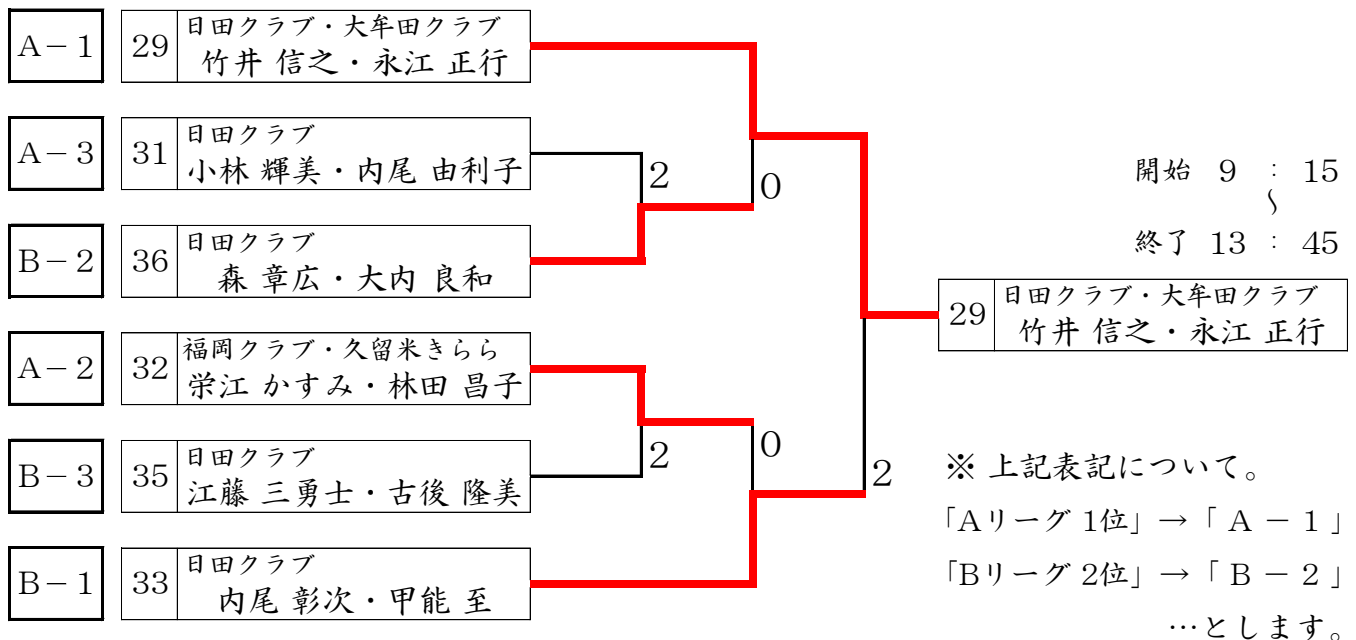 A－1
29
日田クラブ・大牟田クラブ
竹井 信之・永江 正行
A－3
31
日田クラブ
小林 輝美・内尾 由利子
2
0
B－2
36
日田クラブ
森 章広・大内 良和
開始 9 : 15
～
終了 13 : 45
29
日田クラブ・大牟田クラブ
竹井 信之・永江 正行
A－2
32
福岡クラブ・久留米きらら
栄江 かすみ・林田 昌子
2
0
2
B－3
35
日田クラブ
江藤 三勇士・古後 隆美
B－1
33
日田クラブ
内尾 彰次・甲能 至
※ 上記表記について。
「Aリーグ 1位」→「 A － 1 」
「Bリーグ 2位」→「 B － 2 」
…とします。